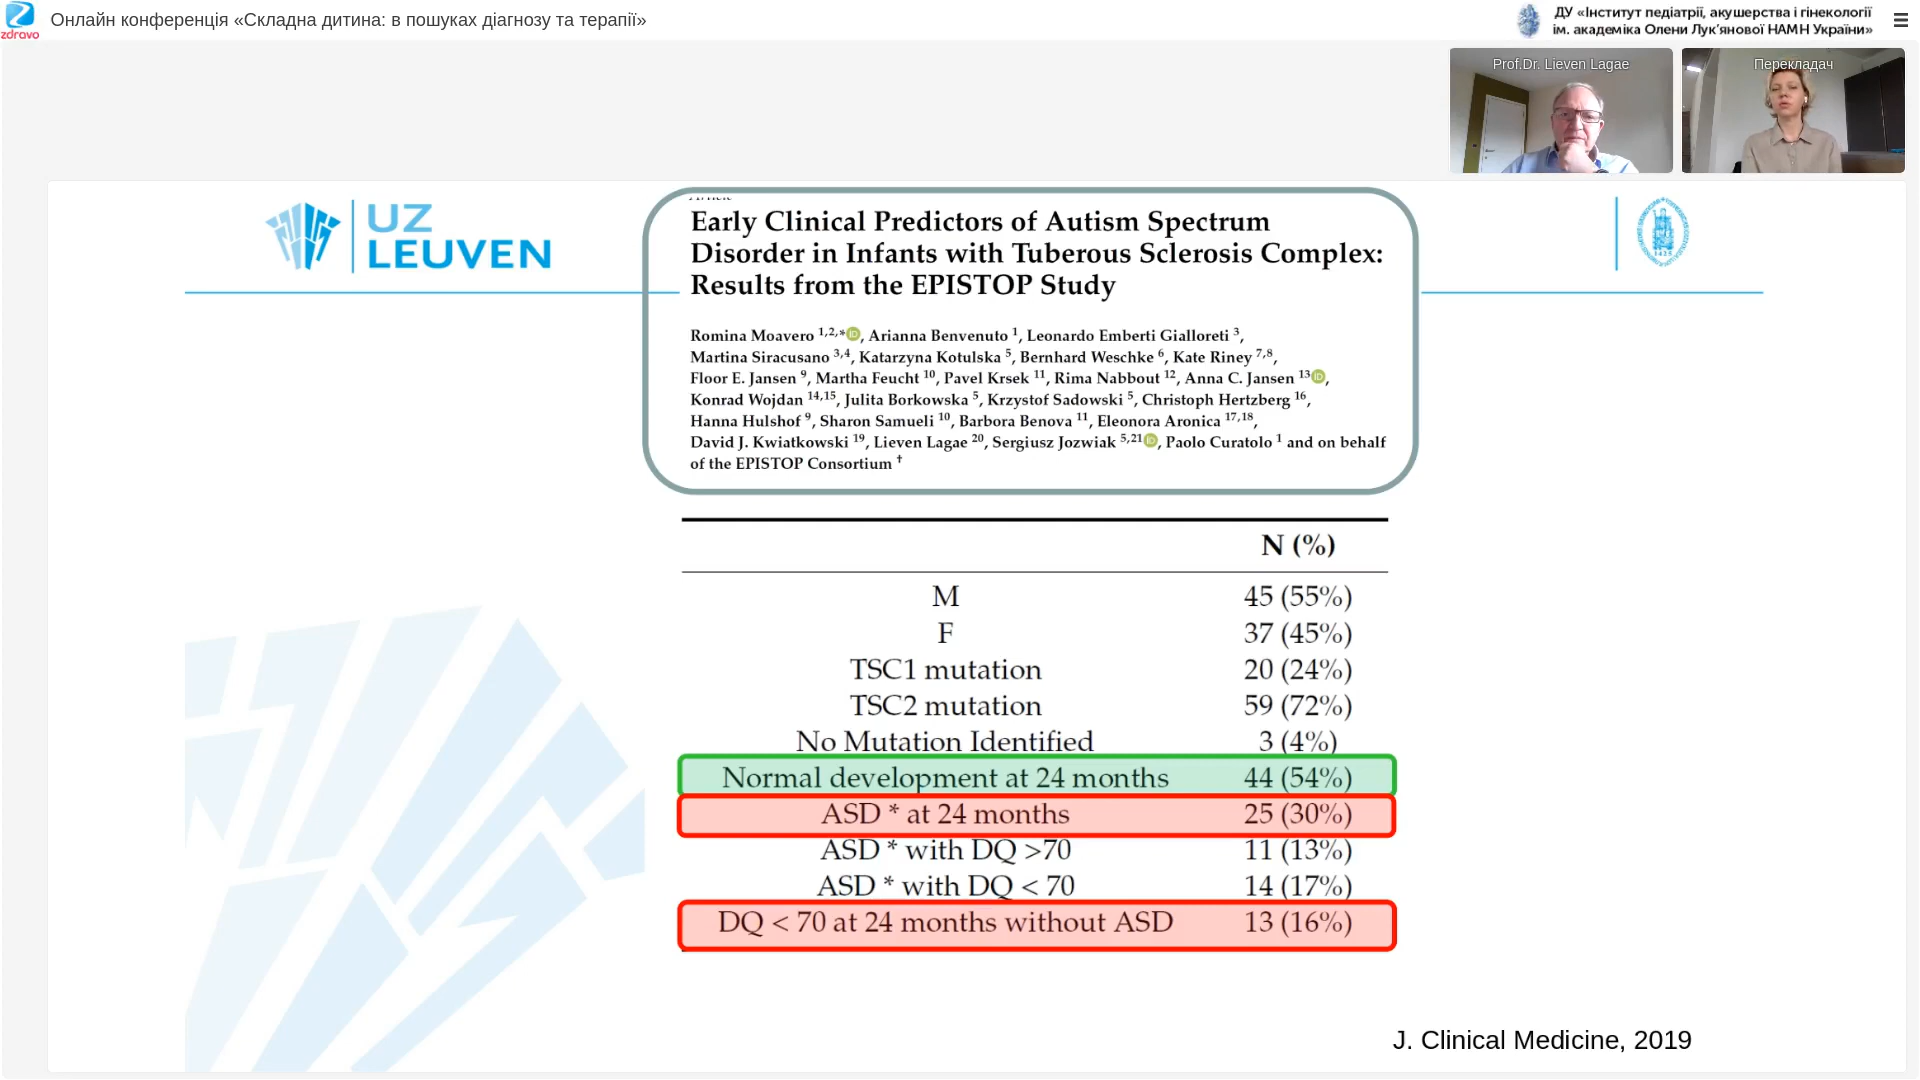 zdravo
Онлайн конференція «Складна дитина: в пошуках діагнозу та терапії»
ДУ «Інститут педіатрії, акушерства і гінекології
ім. академіка Олени Лук’янової НАМН України»
Prof.Dr. Lieven Lagae
Перекладач
UZ
LEUVEN
Article
Early Clinical Predictors of Autism Spectrum
Disorder in Infants with Tuberous Sclerosis Complex:
Results from the EPISTOP Study
Romina Moavero 1,2,* iD, Arianna Benvenuto 1, Leonardo Emberti Gialloreti 3,
Martina Siracusano 3,4, Katarzyna Kotulska 5, Bernhard Weschke 6, Kate Riney 7,8,
Floor E. Jansen 9, Martha Feucht 10, Pavel Krsek 11, Rima Nabbout 12, Anna C. Jansen 13 iD,
Konrad Wojdan 14,15, Julita Borkowska 5, Krzystof Sadowski 5, Christoph Hertzberg 16,
Hanna Hulshof 9, Sharon Samueli 10, Barbora Benova 11, Eleonora Aronica 17,18,
David J. Kwiatkowski 19, Lieven Lagae 20, Sergiusz Jozwiak 5,21 iD, Paolo Curatolo 1 and on behalf
of the EPISTOP Consortium †
N (%)
M 45 (55%)
F 37 (45%)
TSC1 mutation 20 (24%)
TSC2 mutation 59 (72%)
No Mutation Identified 3 (4%)
Normal development at 24 months 44 (54%)
ASD * at 24 months 25 (30%)
ASD * with DQ >70 11 (13%)
ASD * with DQ < 70 14 (17%)
DQ < 70 at 24 months without ASD 13 (16%)
J. Clinical Medicine, 2019